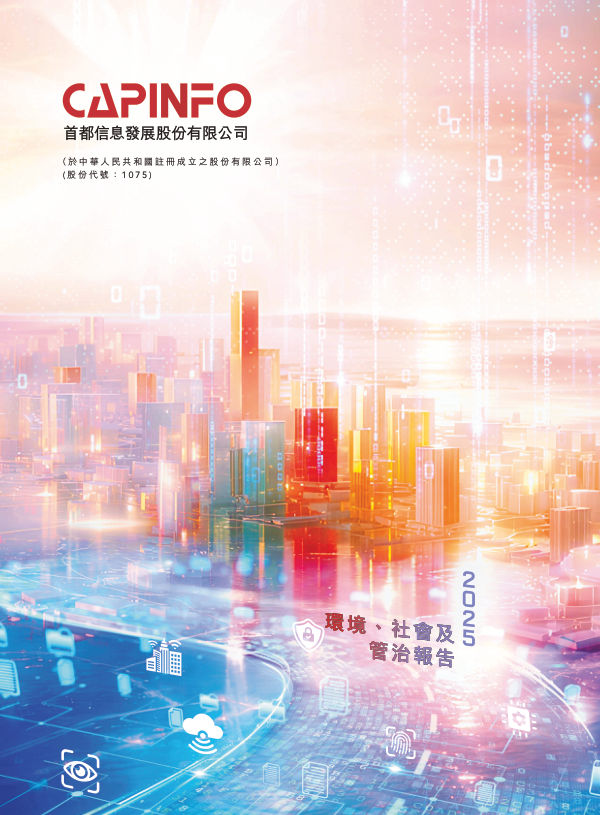 CAPINFO
首都信息發展股份有限公司
（於中華人民共和國註冊成立之股份有限公司）
(股份代號：1075)
2025
環境、社會及
管治報告